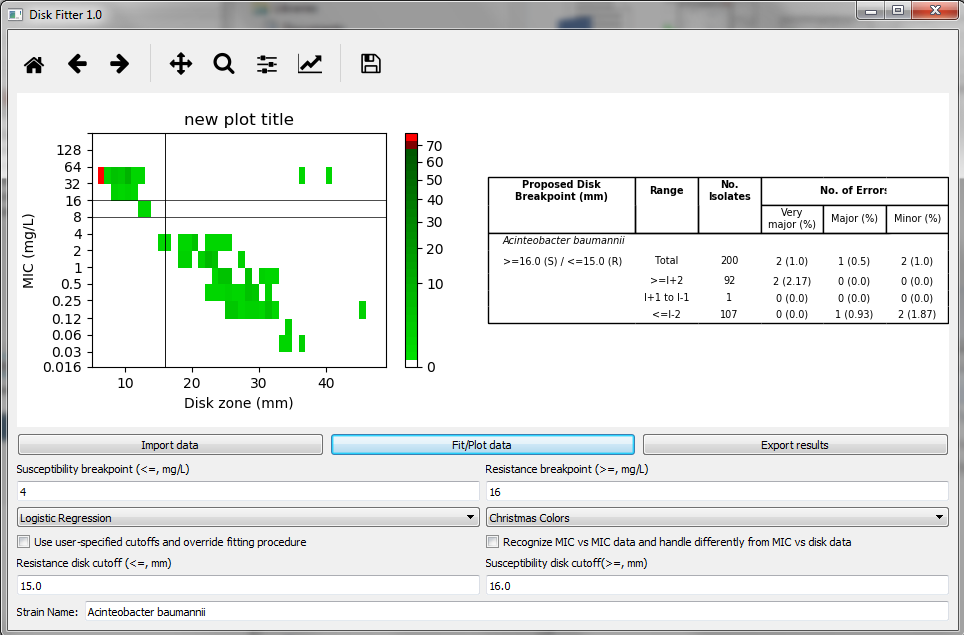 Disk Fitter 1.0
new plot title
128
64
32
16
8
4
2
1
0.5
0.25
0.12
0.06
0.03
0.016
MIC (mg/L)
10 20 30 40
Disk zone (mm)
70
60
50
40
30
20
10
0
Proposed Disk Breakpoint (mm) Range No. Isolates No. of Errors
Very major (%) Major (%) Minor (%)
Acinteobacter baumannii
>=16.0 (S) / <=15.0 (R) Total 200 2 (1.0) 1 (0.5) 2 (1.0)
>=I+2 92 2 (2.17) 0 (0.0) 0 (0.0)
I+1 to I-1 1 0 (0.0) 0 (0.0) 0 (0.0)
<=I-2 107 0 (0.0) 1 (0.93) 2 (1.87)
Import data Fit/Plot data Export results
Susceptibility breakpoint (<=, mg/L) Resistance breakpoint (>=, mg/L)
4 16
Logistic Regression Christmas Colors
Use user-specified cutoffs and override fitting procedure Recognize MIC vs MIC data and handle differently from MIC vs disk data
Resistance disk cutoff (<=, mm) Susceptibility disk cutoff(>=, mm)
15.0 16.0
Strain Name: Acinteobacter baumannii